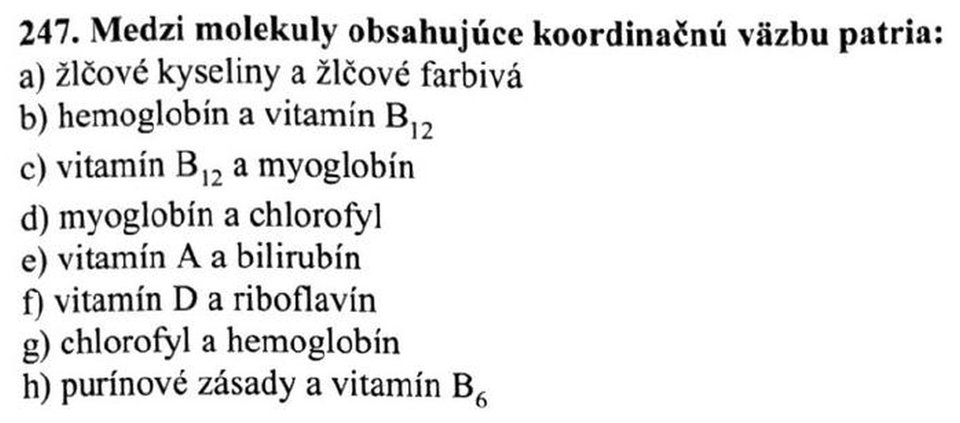 247. Medzi molekuly obsahujúce koordinačnú väzbu patria:
a) žlčové kyseliny a žlčové farbivá
b) hemoglobín a vitamín B₁₂
c) vitamín B₁₂ a myoglobín
d) myoglobín a chlorofyl
e) vitamín A a bilirubín
f) vitamín D a riboflavín
g) chlorofyl a hemoglobín
h) purínové zásady a vitamín B₆